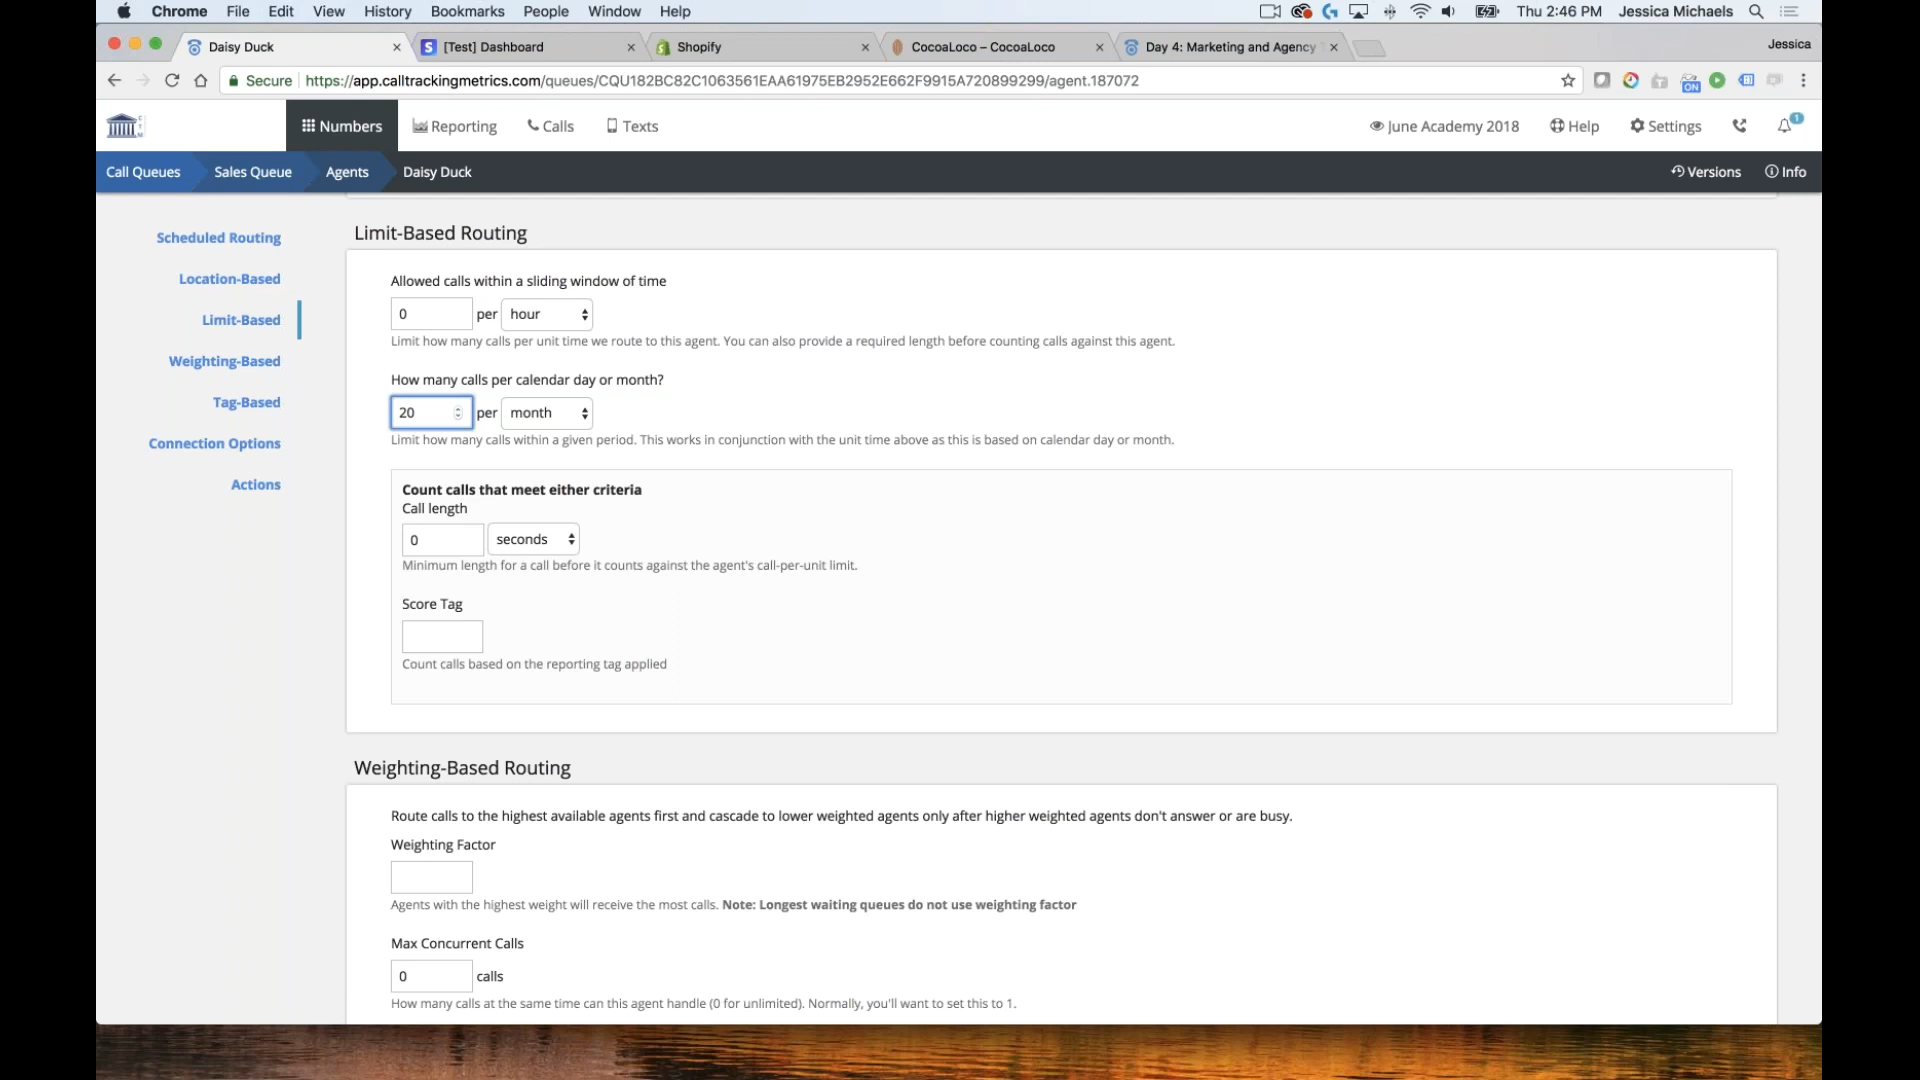 Chrome File Edit View History Bookmarks People Window Help Thu 2:46 PM Jessica Michaels
Daisy Duck [Test] Dashboard Shopify CocoaLoco – CocoaLoco Day 4: Marketing and Agency Jessica
Secure https://app.calltrackingmetrics.com/queues/CQU182BC82C1063561EAA61975EB2952E662F9915A720899299/agent.187072
ON
Numbers Reporting Calls Texts June Academy 2018 Help Settings 1
Call Queues Sales Queue Agents Daisy Duck Versions Info
Scheduled Routing
Location-Based
Limit-Based
Weighting-Based
Tag-Based
Connection Options
Actions
Limit-Based Routing
Allowed calls within a sliding window of time
0 per hour
Limit how many calls per unit time we route to this agent. You can also provide a required length before counting calls against this agent.
How many calls per calendar day or month?
20 per month
Limit how many calls within a given period. This works in conjunction with the unit time above as this is based on calendar day or month.
Count calls that meet either criteria
Call length
0 seconds
Minimum length for a call before it counts against the agent's call-per-unit limit.
Score Tag
Count calls based on the reporting tag applied
Weighting-Based Routing
Route calls to the highest available agents first and cascade to lower weighted agents only after higher weighted agents don't answer or are busy.
Weighting Factor
Agents with the highest weight will receive the most calls. Note: Longest waiting queues do not use weighting factor
Max Concurrent Calls
0 calls
How many calls at the same time can this agent handle (0 for unlimited). Normally, you'll want to set this to 1.